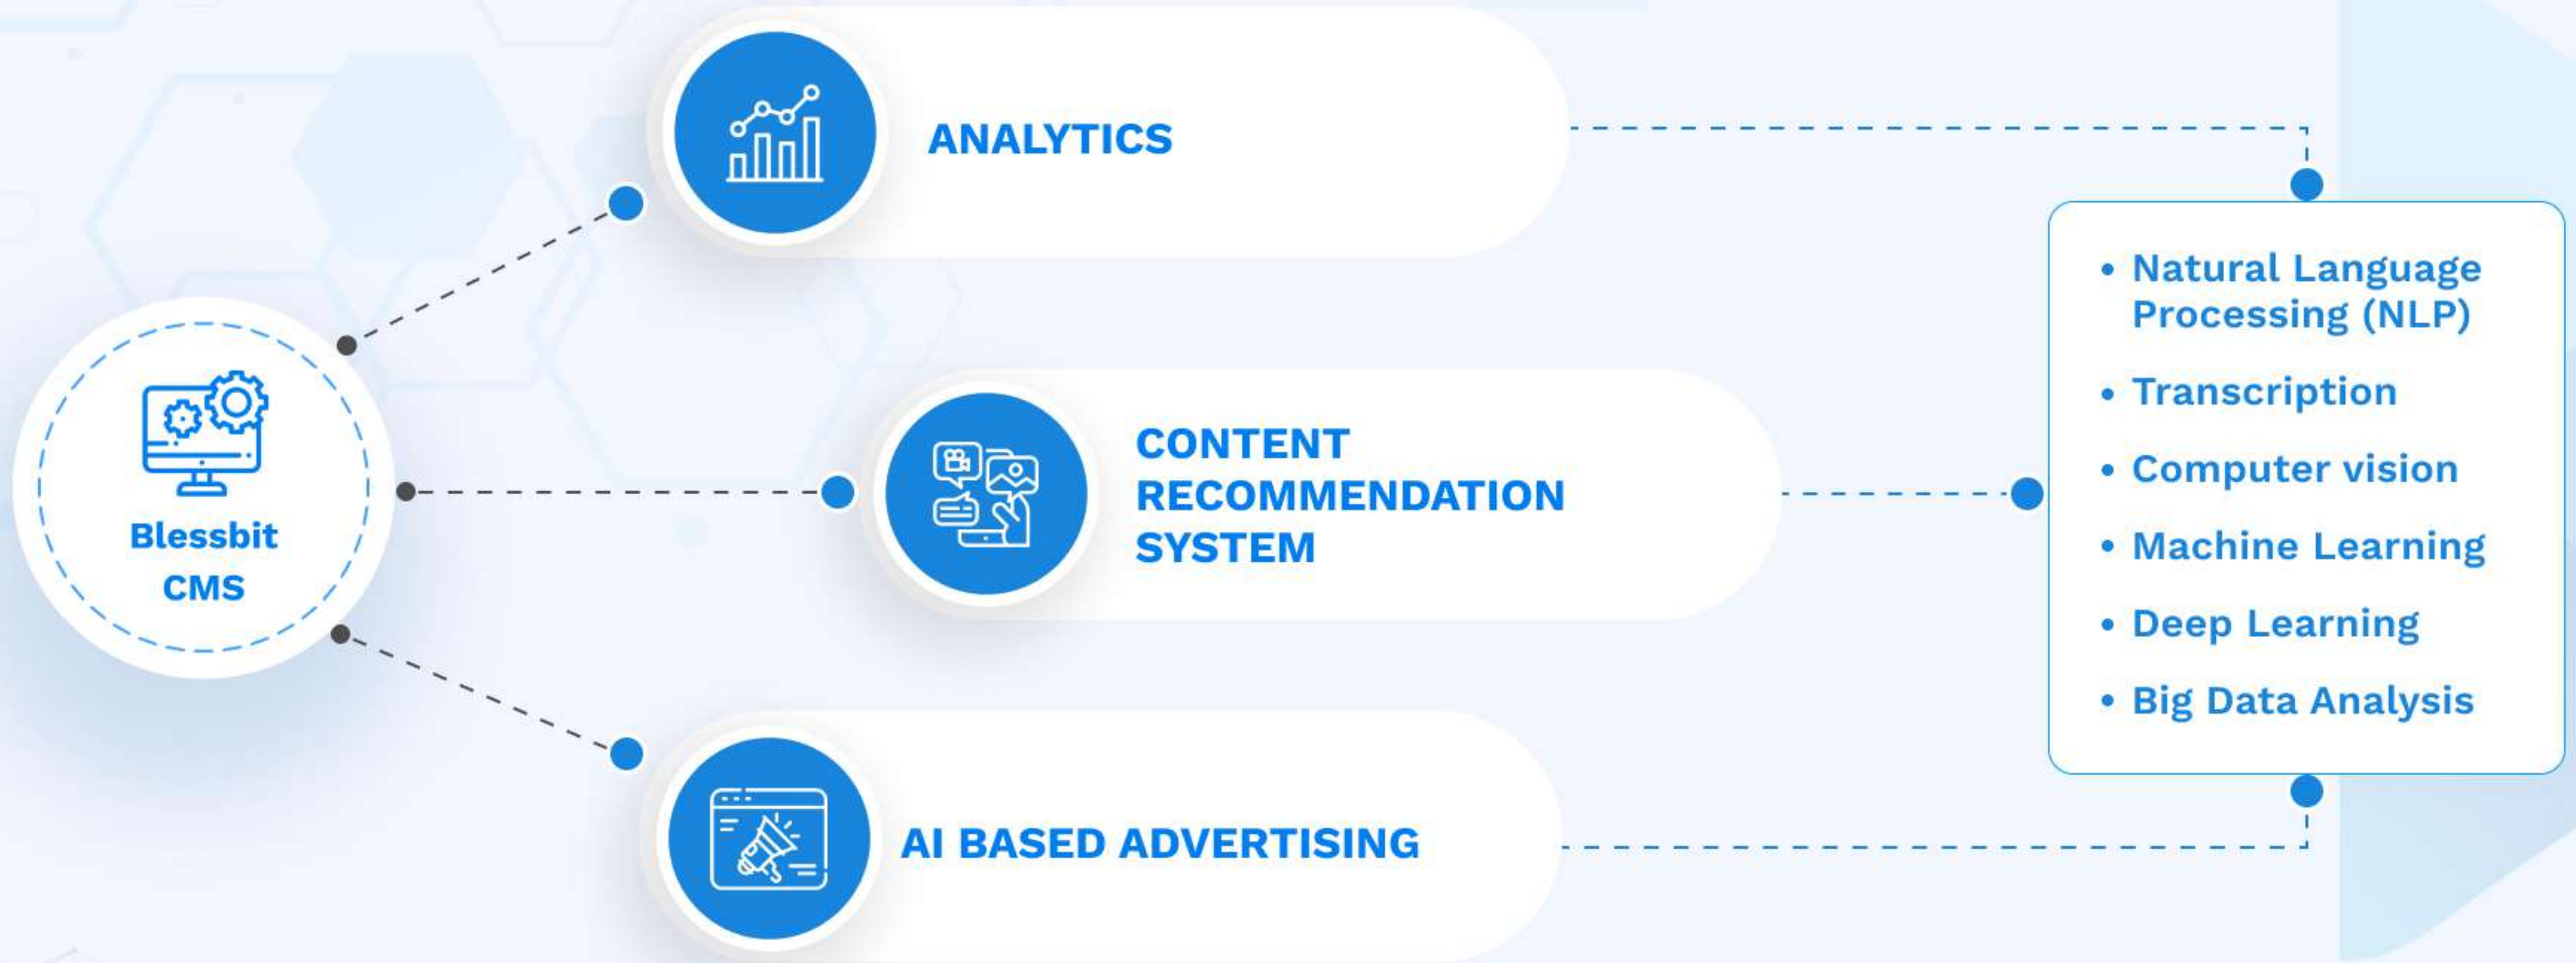 Blessbit
CMS
ANALYTICS
CONTENT
RECOMMENDATION
SYSTEM
AI BASED ADVERTISING
• Natural Language
Processing (NLP)
• Transcription
• Computer vision
• Machine Learning
• Deep Learning
• Big Data Analysis